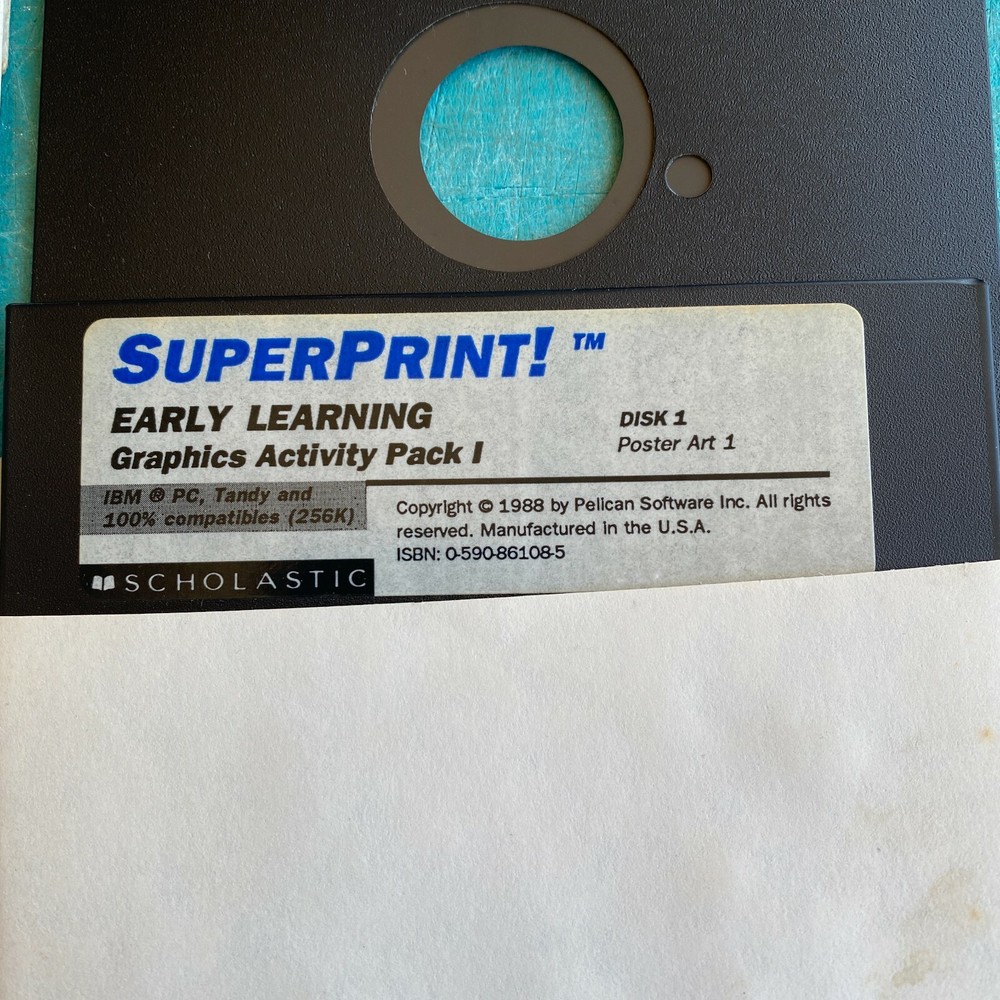 SUPERPRINT! ™
EARLY LEARNING
Graphics Activity Pack I
DISK 1
Poster Art 1
IBM ® PC, Tandy and
100% compatibles (256K)
Copyright © 1988 by Pelican Software Inc. All rights
reserved. Manufactured in the U.S.A.
ISBN: 0-590-86108-5
SCHOLASTIC